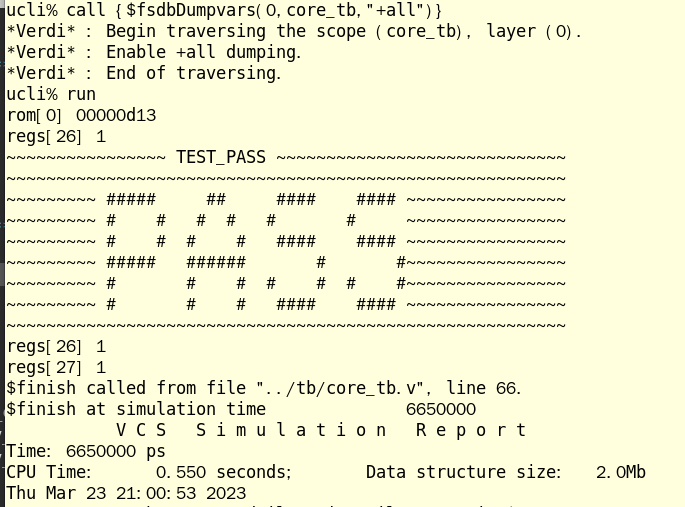 ucli% call {$fsdbDumpvars(0,core_tb,"+all")}
*Verdi* : Begin traversing the scope (core_tb), layer (0).
*Verdi* : Enable +all dumping.
*Verdi* : End of traversing.
ucli% run
rom[0] 00000d13
regs[26] 1
~~~~~~~~~~~~~~~~ TEST_PASS ~~~~~~~~~~~~~~~~~~~~~~~~~~~~~
~~~~~~~~~~~~~~~~~~~~~~~~~~~~~~~~~~~~~~~~~~~~~~~~~~~~~~~~
~~~~~~~~~ #####     ##     ####    #### ~~~~~~~~~~~~~~~~
~~~~~~~~~ #    #   #  #   #       #     ~~~~~~~~~~~~~~~~
~~~~~~~~~ #    #  #    #   ####    #### ~~~~~~~~~~~~~~~~
~~~~~~~~~ #####   ######       #       #~~~~~~~~~~~~~~~~
~~~~~~~~~ #       #    #  #    #  #    #~~~~~~~~~~~~~~~~
~~~~~~~~~ #       #    #   ####    #### ~~~~~~~~~~~~~~~~
~~~~~~~~~~~~~~~~~~~~~~~~~~~~~~~~~~~~~~~~~~~~~~~~~~~~~~~~
regs[26] 1
regs[27] 1
$finish called from file "../tb/core_tb.v", line 66.
$finish at simulation time              6650000
           V C S   S i m u l a t i o n   R e p o r t
Time: 6650000 ps
CPU Time:      0.550 seconds;       Data structure size:   2.0Mb
Thu Mar 23 21:00:53 2023